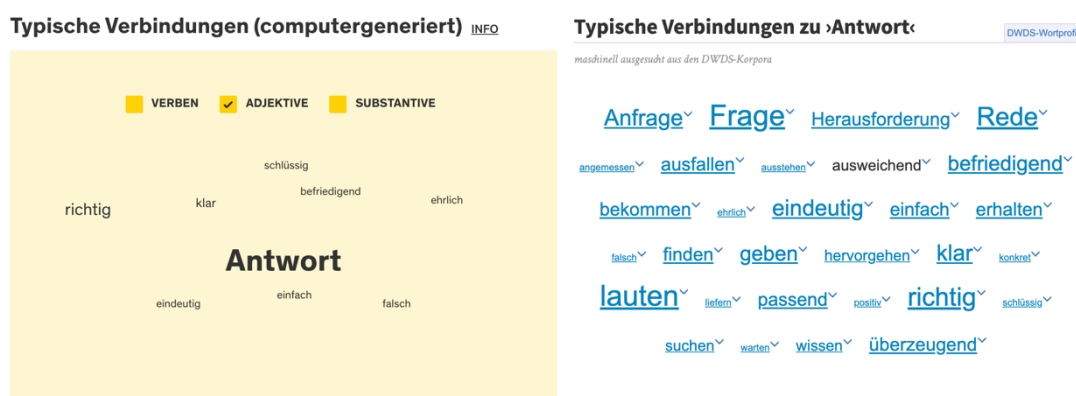 Typische Verbindungen (computergeneriert) INFO
VERBEN ADJEKTIVE SUBSTANTIVE
schlüssig
befriedigend
ehrlich
klar
richtig
Antwort
einfach
eindeutig
falsch
Typische Verbindungen zu ›Antwort‹
DWDS-Wortprofi
maschinell ausgesucht aus den DWDS-Korpora
Anfrage Frage Herausforderung Rede
angemessen ausfallen ausstehen ausweichend befriedigend
bekommen ehrlich eindeutig einfach erhalten
falsch finden geben hervorgehen klar konkret
lauten liefern passend positiv richtig schlüssig
suchen warten wissen überzeugend